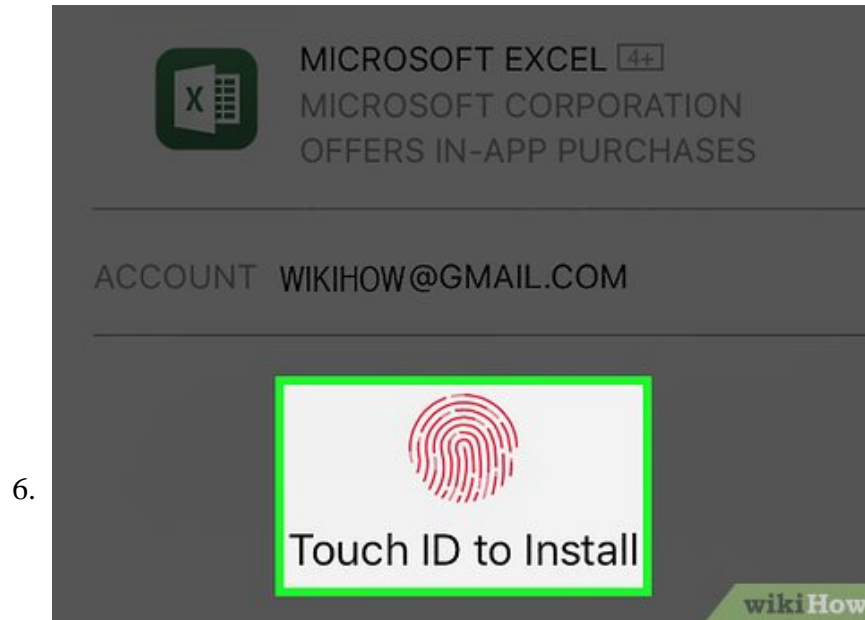 MICROSOFT EXCEL 4+
MICROSOFT CORPORATION
OFFERS IN-APP PURCHASES
ACCOUNT WIKIHOW@GMAIL.COM
6.
Touch ID to Install
wikiHow